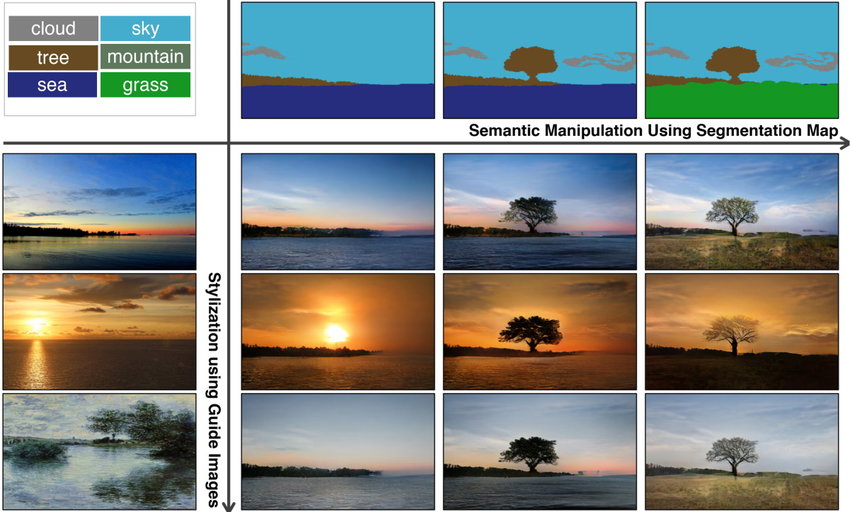 cloud sky
tree mountain
sea grass
Semantic Manipulation Using Segmentation Map
Stylization using Guide Images